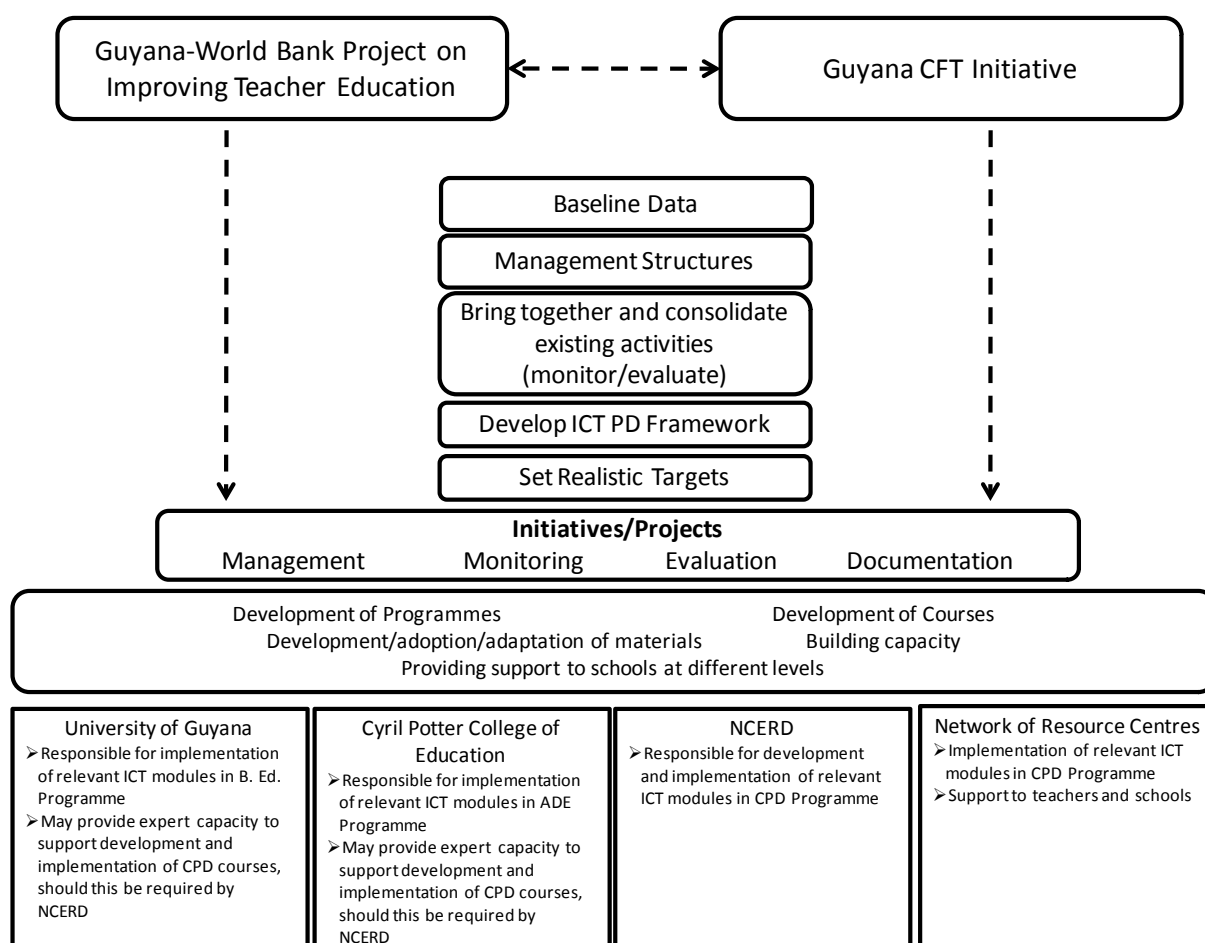 Guyana-World Bank Project on
Improving Teacher Education
Guyana CFT Initiative
Baseline Data
Management Structures
Bring together and consolidate
existing activities
(monitor/evaluate)
Develop ICT PD Framework
Set Realistic Targets
Initiatives/Projects
Management Monitoring Evaluation Documentation
Development of Programmes Development of Courses
Development/adoption/adaptation of materials Building capacity
Providing support to schools at different levels
University of Guyana
➢Responsible for implementation
of relevant ICT modules in B. Ed.
Programme
➢May provide expert capacity to
support development and
implementation of CPD courses,
should this be required by
NCERD
Cyril Potter College of
Education
➢Responsible for implementation
of relevant ICT modules in ADE
Programme
➢May provide expert capacity to
support development and
implementation of CPD courses,
should this be required by
NCERD
NCERD
➢Responsible for development
and implementation of relevant
ICT modules in CPD Programme
Network of Resource Centres
➢Implementation of relevant ICT
modules in CPD Programme
➢Support to teachers and schools